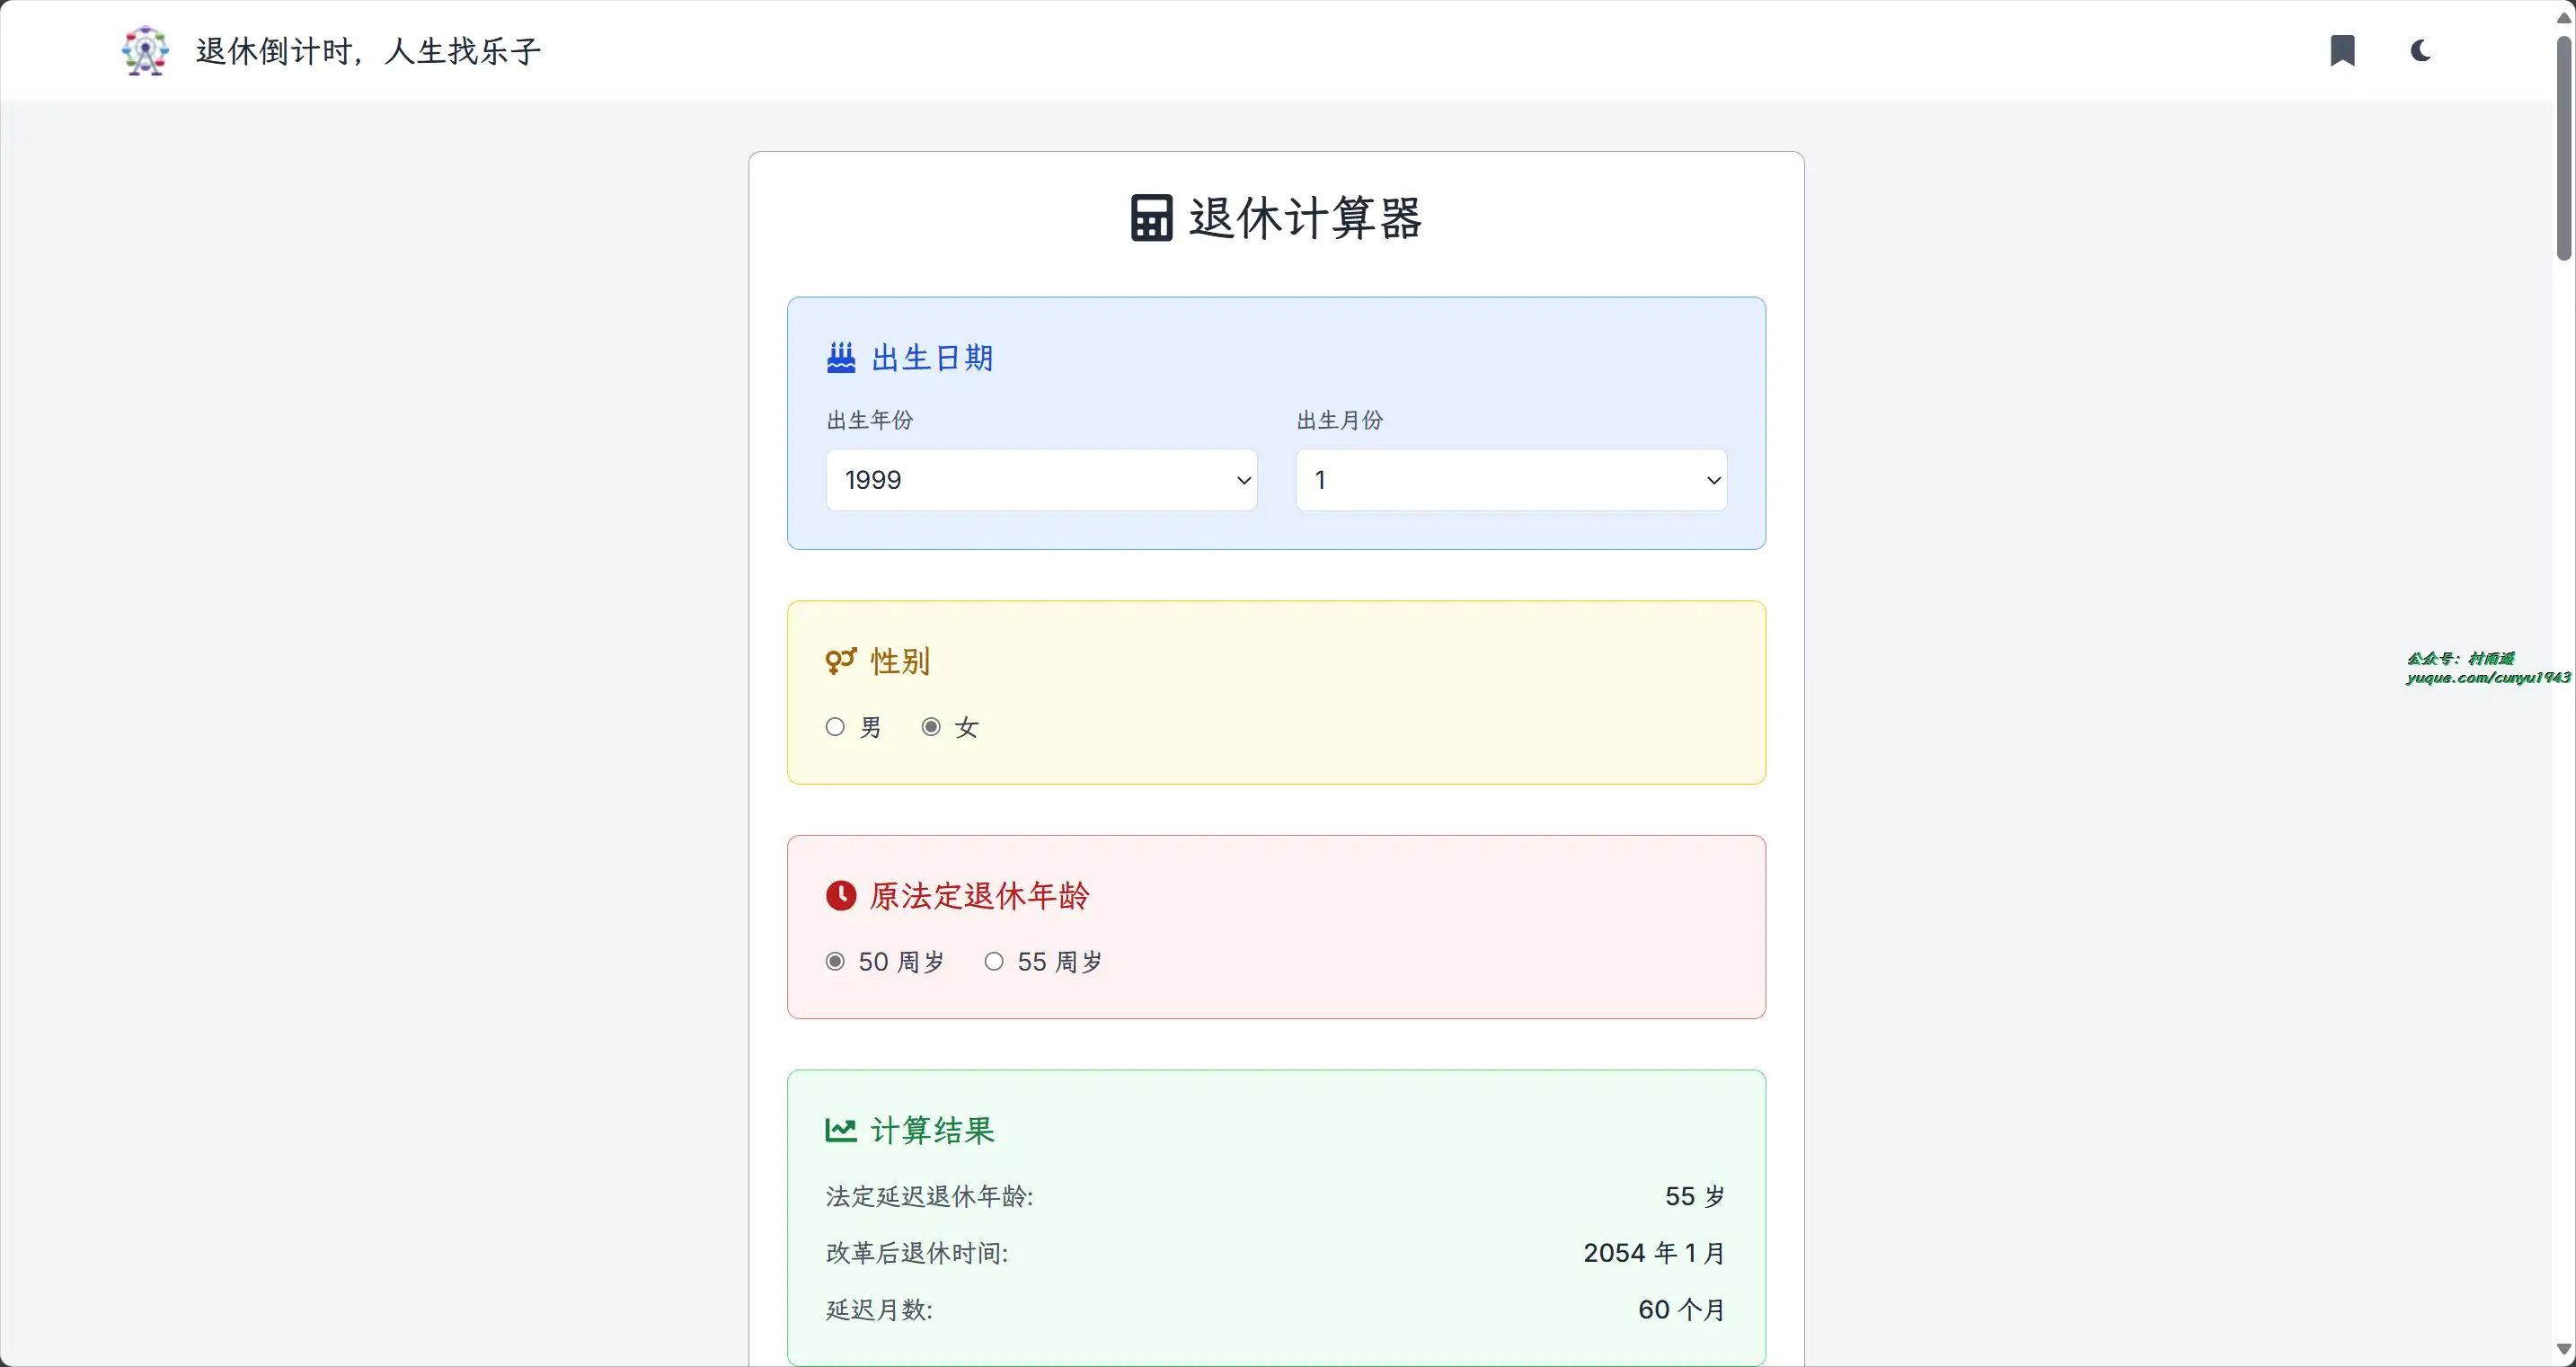 退休倒计时，人生找乐子
退休计算器
出生日期
出生年份
出生月份
1999
1
性别
男
女
原法定退休年龄
50 周岁
55 周岁
计算结果
法定延迟退休年龄:
55 岁
改革后退休时间:
2054 年 1 月
延迟月数:
60 个月
公众号：村雨遥
yuque.com/cunyu1943